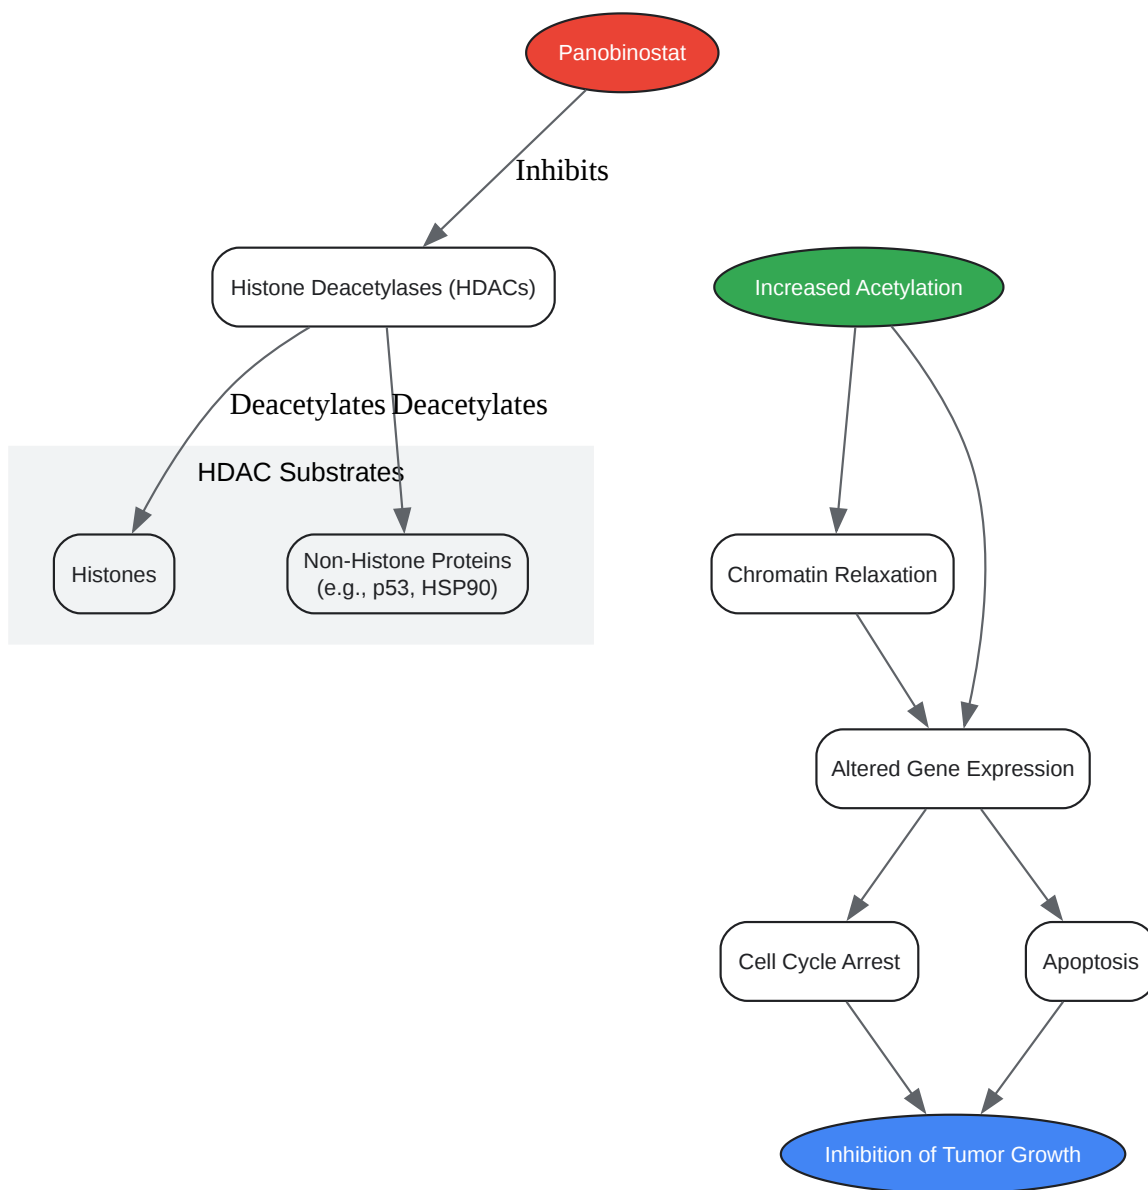 Panobinostat
Inhibits
Histone Deacetylases (HDACs)
Increased Acetylation
Deacetylates
Deacetylates
HDAC Substrates
Histones
Non-Histone Proteins
(e.g., p53, HSP90)
Chromatin Relaxation
Altered Gene Expression
Cell Cycle Arrest
Apoptosis
Inhibition of Tumor Growth